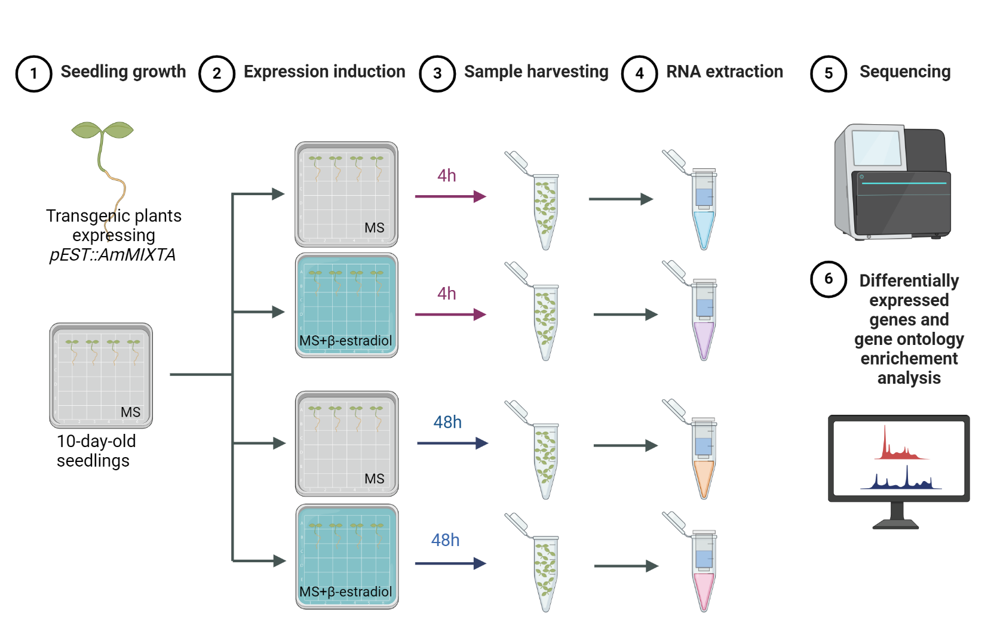 1 Seedling growth
2 Expression induction
3 Sample harvesting
4 RNA extraction
5 Sequencing
Transgenic plants
expressing
pEST::AmMIXTA
MS
10-day-old
seedlings
MS
4h
MS+β-estradiol
4h
MS
48h
MS+β-estradiol
48h
6 Differentially
expressed
genes and
gene ontology
enrichement
analysis